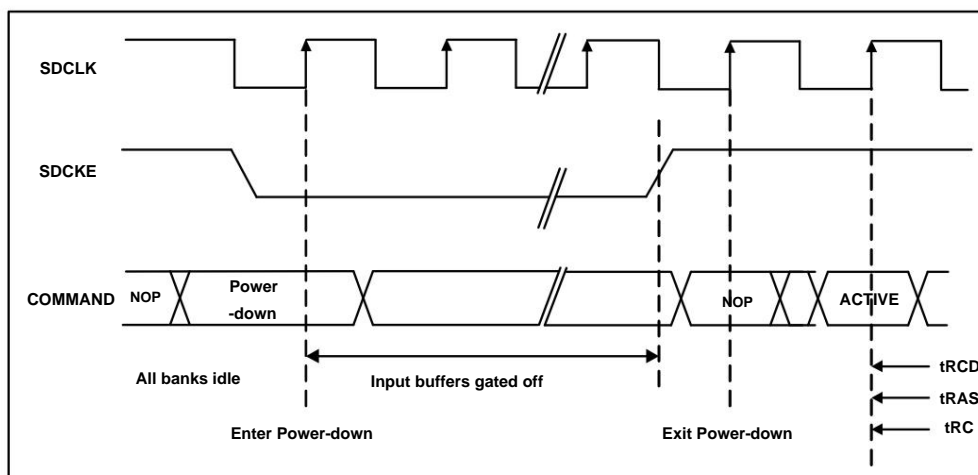 SDCLK
SDCKE
COMMAND
NOP
Power
-down
NOP
ACTIVE
All banks idle
Input buffers gated off
tRCD
tRAS
tRC
Enter Power-down
Exit Power-down